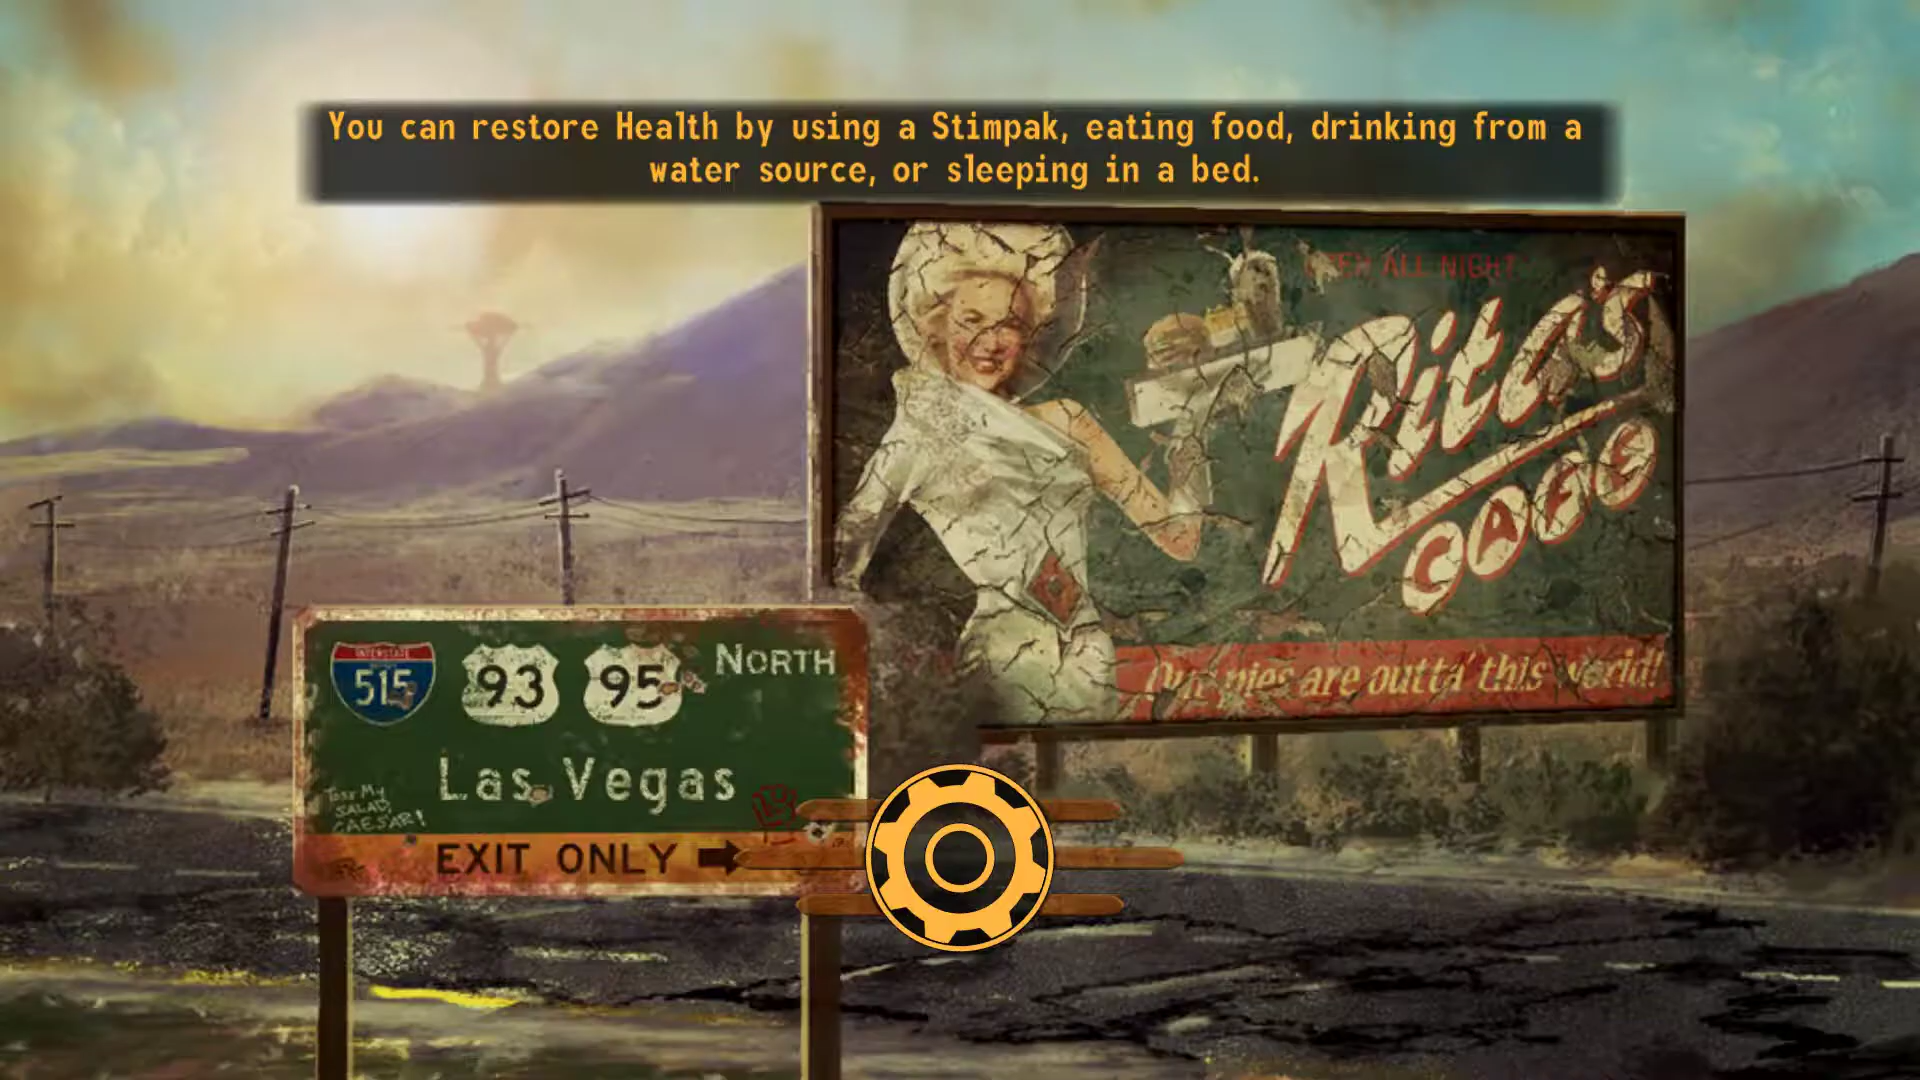 You can restore Health by using a Stimpak, eating food, drinking from a
water source, or sleeping in a bed.
OPEN ALL NIGHT
Rita's
CAFE
Our pies are outta' this world!
INTERSTATE
515
93
95
NORTH
Las Vegas
TOSS MY
SALAD,
CAESAR!
EXIT ONLY